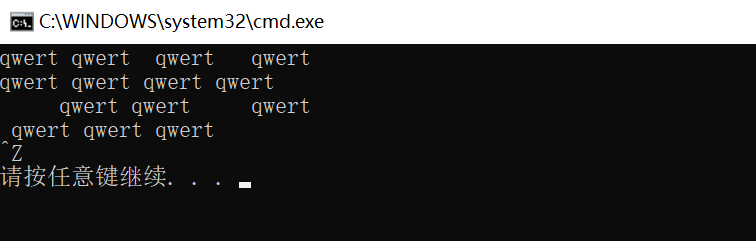 C:\WINDOWS\system32\cmd.exe
qwert qwert  qwert   qwert
qwert qwert qwert qwert
     qwert qwert     qwert
 qwert qwert qwert
^Z
请按任意键继续. . .